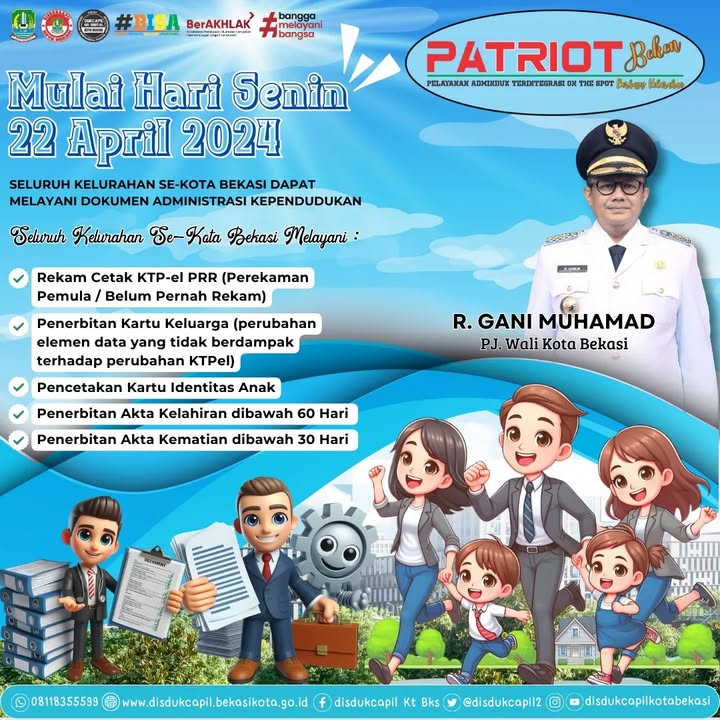 #BISA
BerAKHLAK
#bangga
melayani
bangsa
PATRIOT Beken
PELAYANAN ADMINDUK TERINTEGRASI ON THE SPOT Berbasis Kelurahan
Mulai Hari Senin
22 April 2024
SELURUH KELURAHAN SE-KOTA BEKASI DAPAT
MELAYANI DOKUMEN ADMINISTRASI KEPENDUDUKAN
Seluruh Kelurahan Se-Kota Bekasi Melayani :
Rekam Cetak KTP-el PRR (Perekaman
Pemula / Belum Pernah Rekam)
Penerbitan Kartu Keluarga (perubahan
elemen data yang tidak berdampak
terhadap perubahan KTPel)
Pencetakan Kartu Identitas Anak
Penerbitan Akta Kelahiran dibawah 60 Hari
Penerbitan Akta Kematian dibawah 30 Hari
R. GANI MUHAMAD
PJ. Wali Kota Bekasi
08118355599 www.disdukcapil.bekasikota.go.id disdukcapil Kt Bks @disdukcapil2 disdukcapilkotabekasi